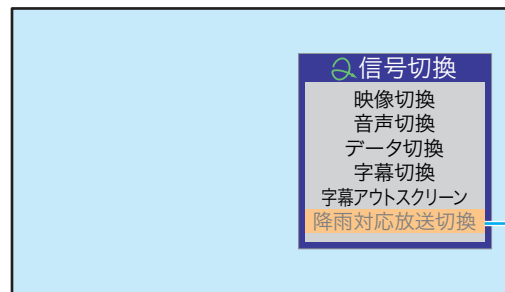 信号切換
映像切換
音声切換
データ切換
字幕切換
字幕アウトスクリーン
降雨対応放送切換